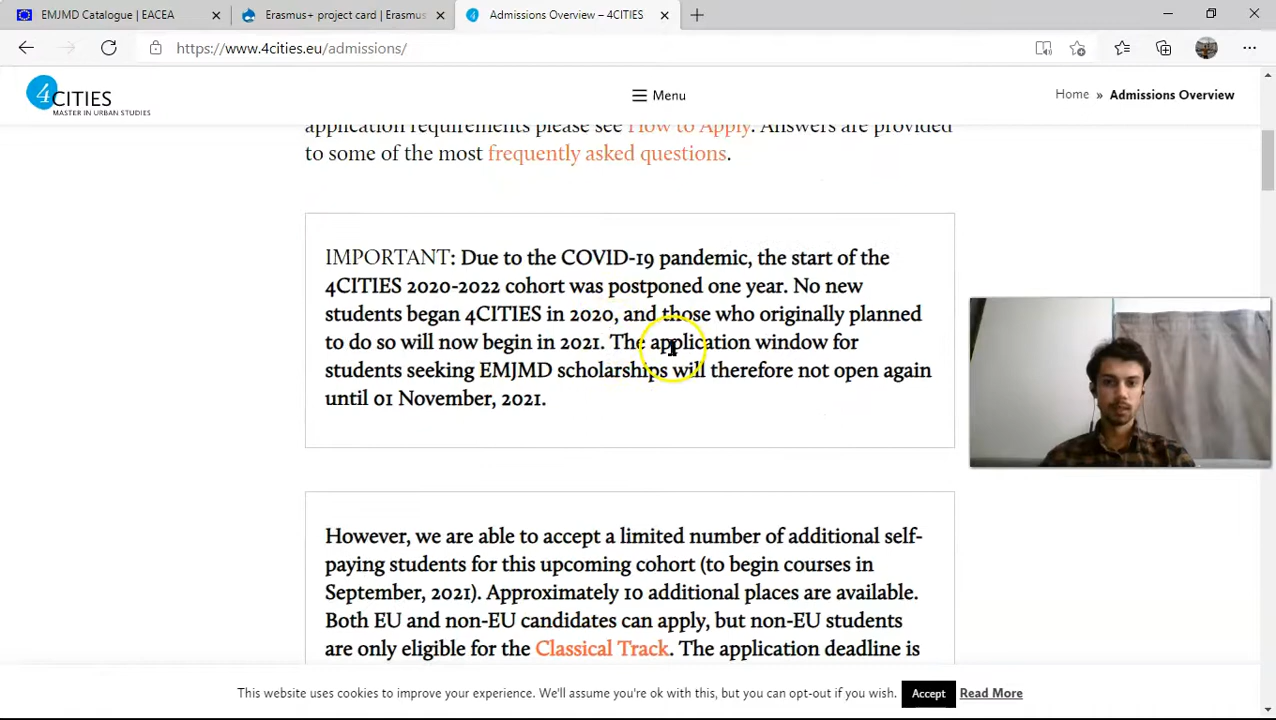 EMJMD Catalogue | EACEA
Erasmus+ project card | Erasmus
Admissions Overview – 4CITIES
https://www.4cities.eu/admissions/
4CITIES
MASTER IN URBAN STUDIES
Menu
Home » Admissions Overview
application requirements please see How to Apply. Answers are provided
to some of the most frequently asked questions.
IMPORTANT: Due to the COVID-19 pandemic, the start of the
4CITIES 2020-2022 cohort was postponed one year. No new
students began 4CITIES in 2020, and those who originally planned
to do so will now begin in 2021. The application window for
students seeking EMJMD scholarships will therefore not open again
until 01 November, 2021.
However, we are able to accept a limited number of additional self-
paying students for this upcoming cohort (to begin courses in
September, 2021). Approximately 10 additional places are available.
Both EU and non-EU candidates can apply, but non-EU students
are only eligible for the Classical Track. The application deadline is
This website uses cookies to improve your experience. We'll assume you're ok with this, but you can opt-out if you wish.
Accept
Read More